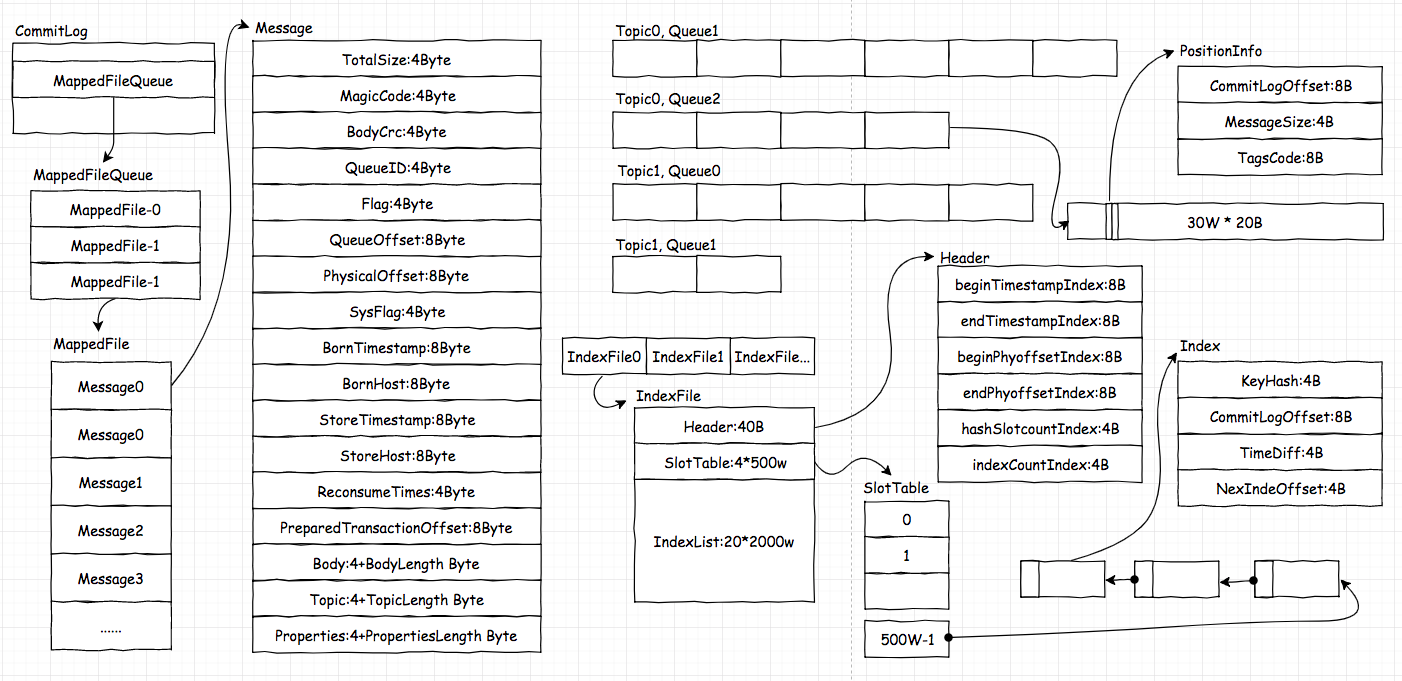 CommitLog
MappedFileQueue
MappedFileQueue
MappedFile-0
MappedFile-1
MappedFile-1
MappedFile
Message0
Message0
Message1
Message2
Message3
......
Message
TotalSize:4Byte
MagicCode:4Byte
BodyCrc:4Byte
QueueID:4Byte
Flag:4Byte
QueueOffset:8Byte
PhysicalOffset:8Byte
SysFlag:4Byte
BornTimestamp:8Byte
BornHost:8Byte
StoreTimestamp:8Byte
StoreHost:8Byte
ReconsumeTimes:4Byte
PreparedTransactionOffset:8Byte
Body:4+BodyLength Byte
Topic:4+TopicLength Byte
Properties:4+PropertiesLength Byte
Topic0, Queue1
Topic0, Queue2
Topic1, Queue0
Topic1, Queue1
PositionInfo
CommitLogOffset:8B
MessageSize:4B
TagsCode:8B
30W * 20B
IndexFile0 IndexFile1 IndexFile...
IndexFile
Header:40B
SlotTable:4*500w
IndexList:20*2000w
Header
beginTimestampIndex:8B
endTimestampIndex:8B
beginPhyoffsetIndex:8B
endPhyoffsetIndex:8B
hashSlotcountIndex:4B
indexCountIndex:4B
SlotTable
0
1
500W-1
Index
KeyHash:4B
CommitLogOffset:8B
TimeDiff:4B
NexIndeOffset:4B